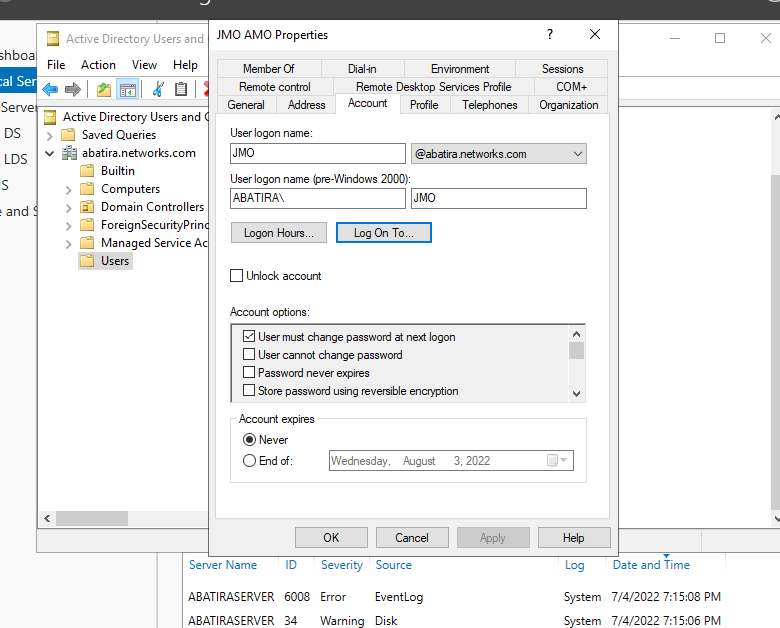 shboa
cal Ser
Server
DS
LDS
S
e and S
Active Directory Users and
File Action View Help
Active Directory Users and C
Saved Queries
abatira.networks.com
Builtin
Computers
Domain Controllers
ForeignSecurityPrinc
Managed Service Ac
Users
JMO AMO Properties
?
Member Of Dial-in Environment Sessions
Remote control Remote Desktop Services Profile COM+
General Address Account Profile Telephones Organization
User logon name:
JMO @abatira.networks.com
User logon name (pre-Windows 2000):
ABATIRA\ JMO
Logon Hours... Log On To...
Unlock account
Account options:
User must change password at next logon
User cannot change password
Password never expires
Store password using reversible encryption
Account expires
Never
End of: Wednesday, August 3, 2022
OK Cancel Apply Help
Server Name ID Severity Source Log Date and Time
ABATIRASERVER 6008 Error EventLog System 7/4/2022 7:15:08 PM
ABATIRASERVER 34 Warning Disk System 7/4/2022 7:15:06 PM